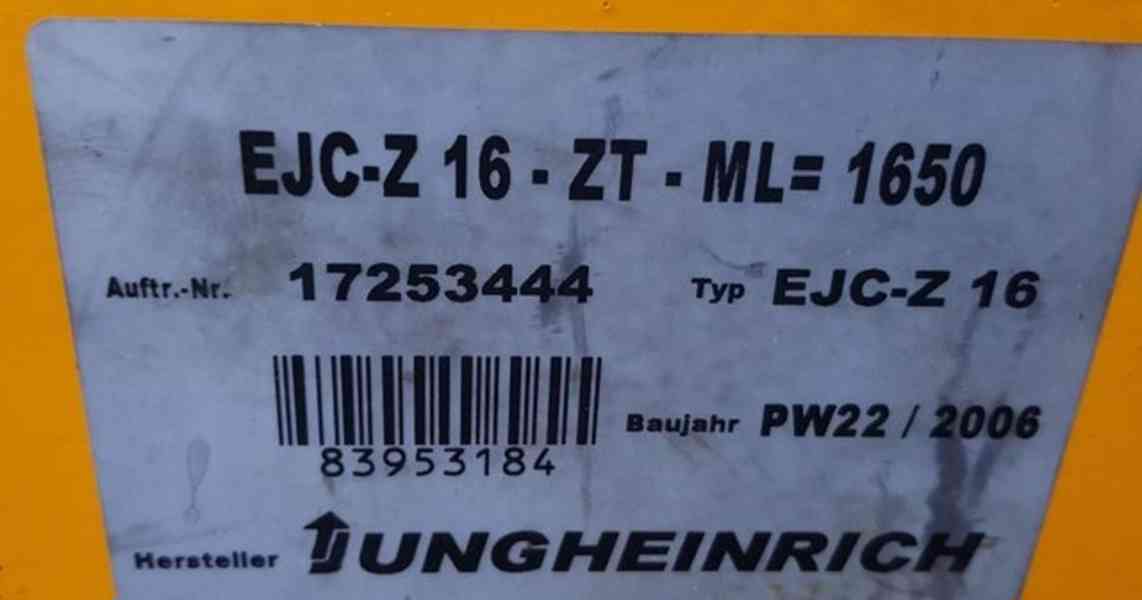 EJC-Z 16 - ZT - ML= 1650
Auftr.-Nr. 17253444 Typ EJC-Z 16
Baujahr PW22 / 2006
83953184
Hersteller JUNGHEINRICH